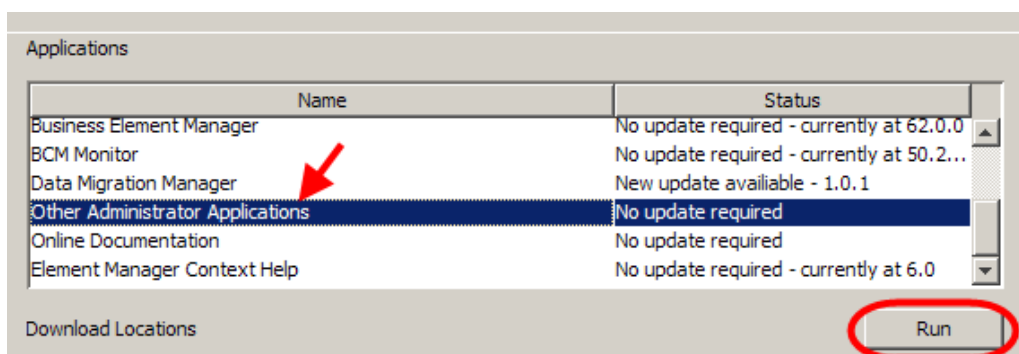 Applications
Name Status
Business Element Manager No update required - currently at 62.0.0
BCM Monitor No update required - currently at 50.2...
Data Migration Manager New update availiable - 1.0.1
Other Administrator Applications No update required
Online Documentation No update required
Element Manager Context Help No update required - currently at 6.0
Download Locations Run